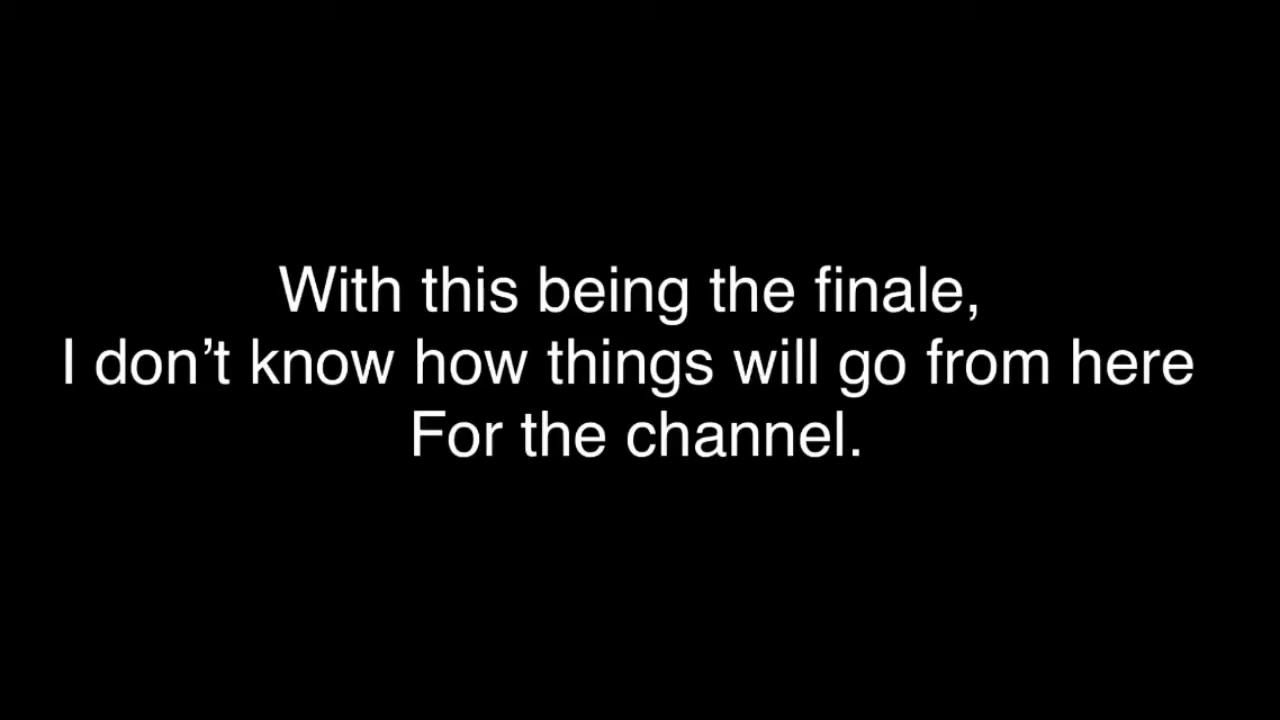 With this being the finale,
I don’t know how things will go from here
For the channel.